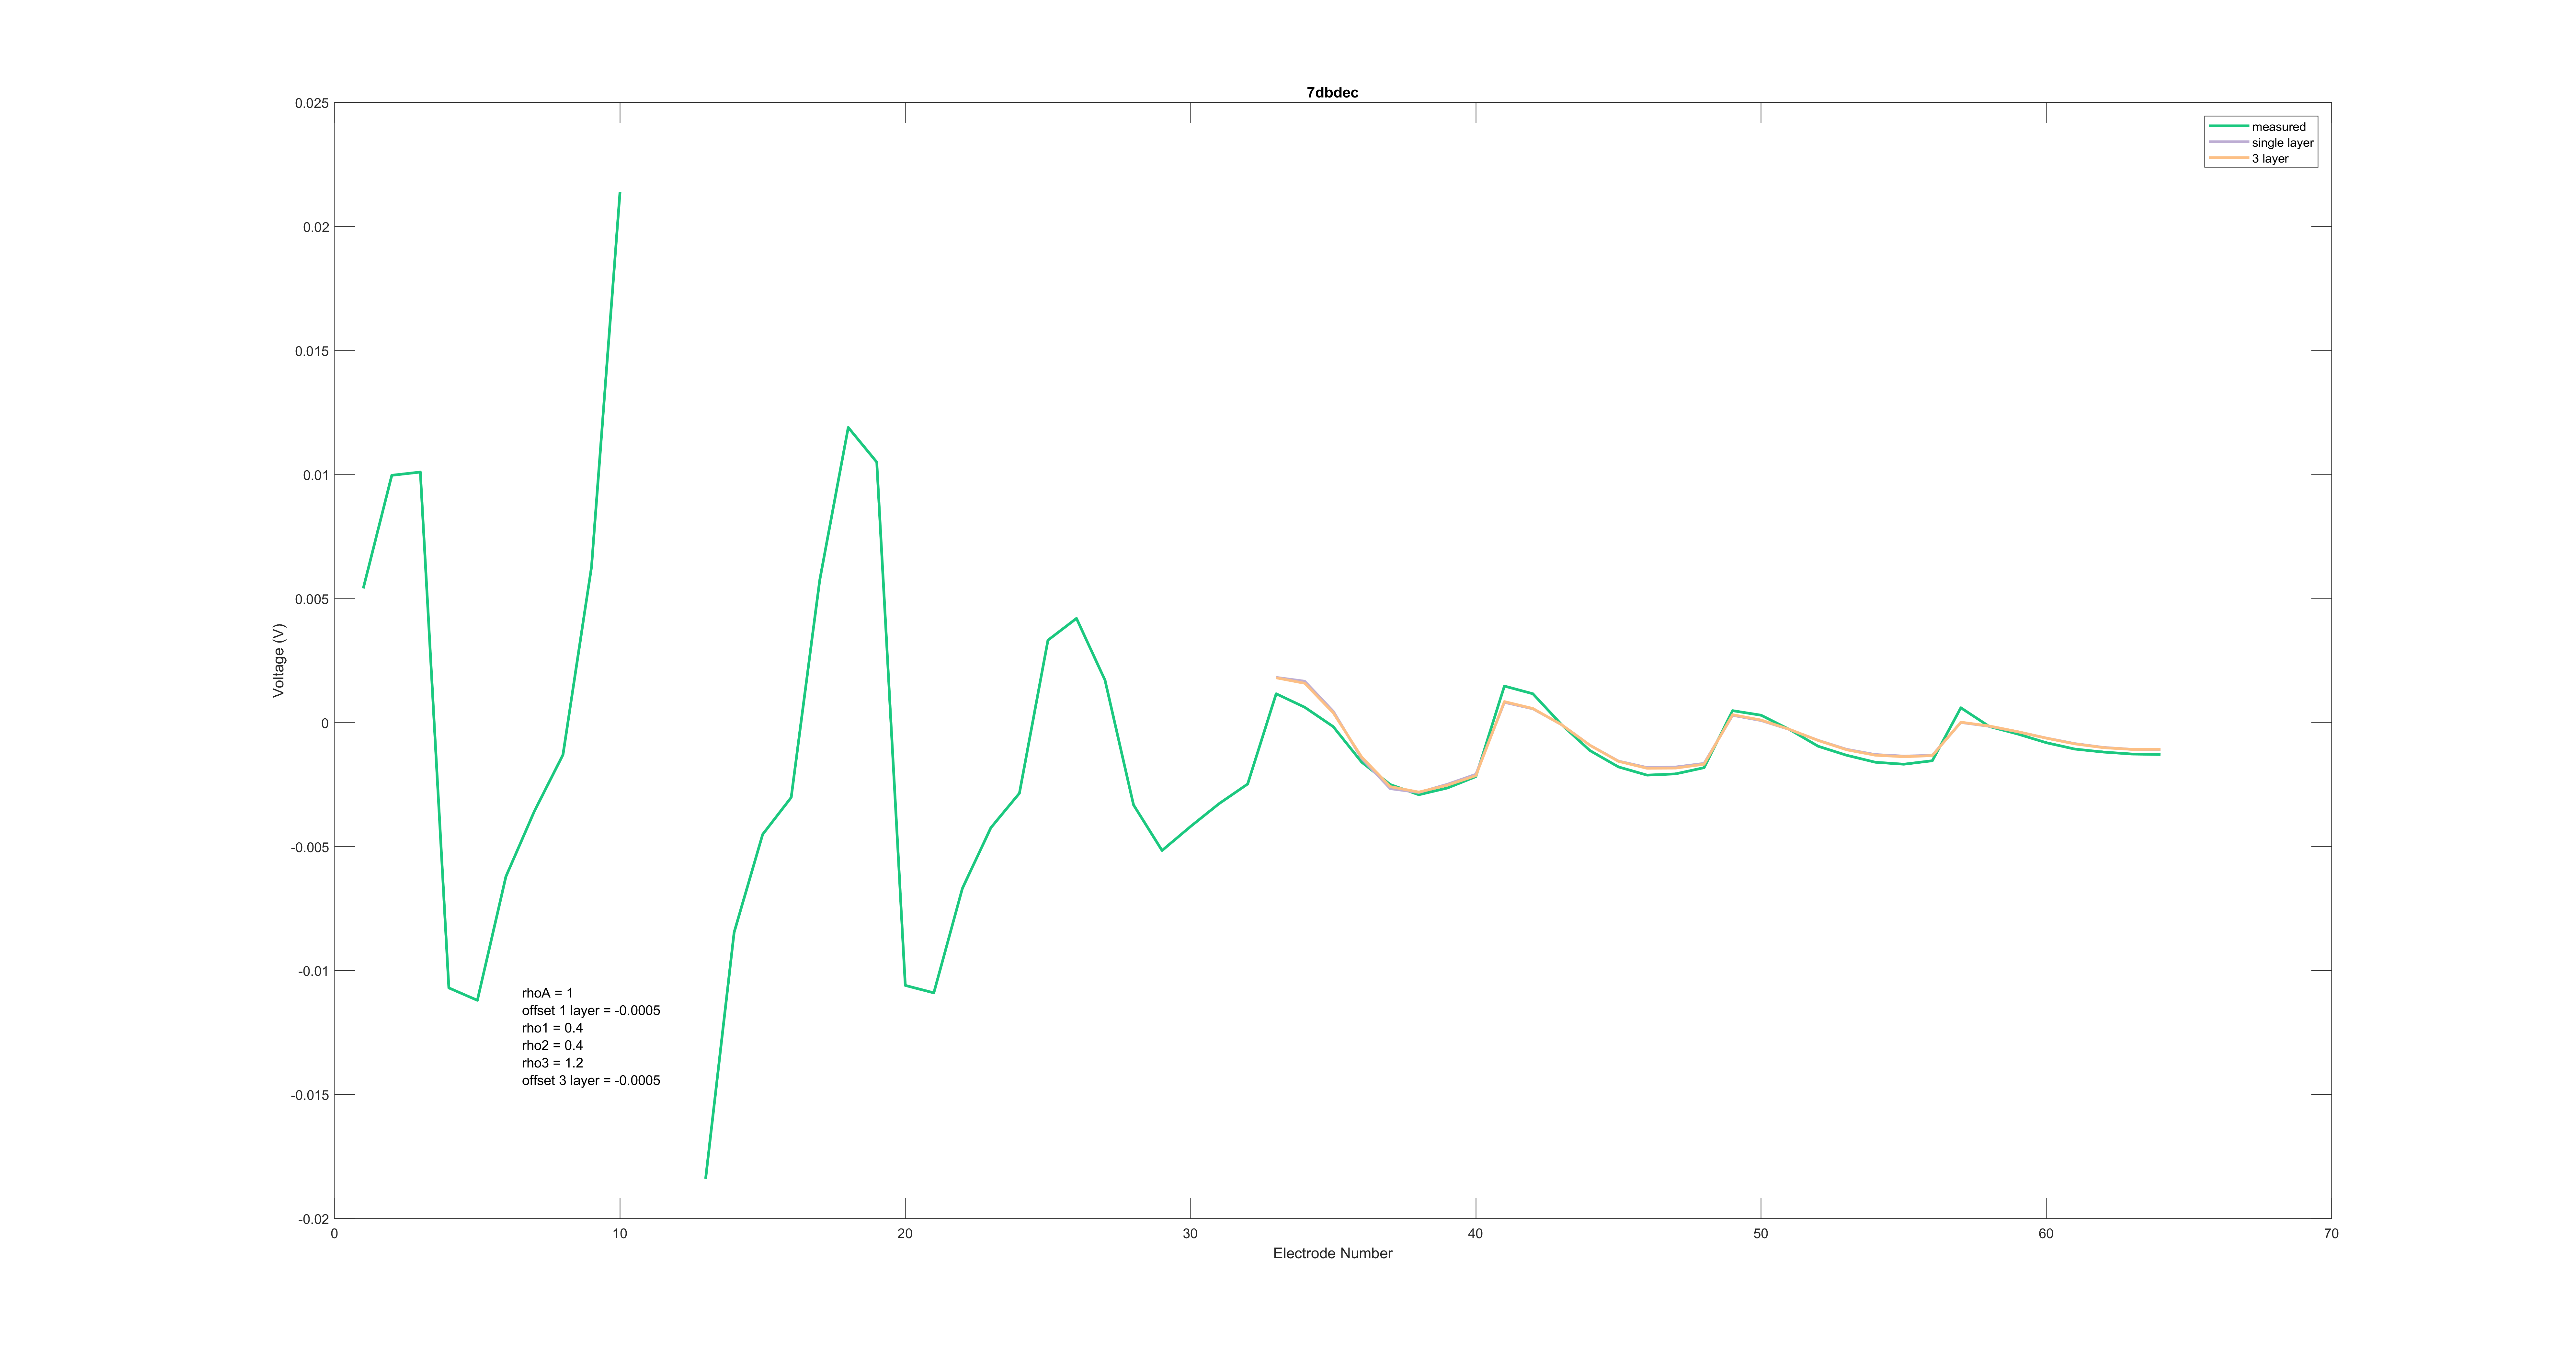 7dbdec
0.025
0.02
0.015
0.01
0.005
0
-0.005
-0.01
-0.015
-0.02
Voltage (V)
measured
single layer
3 layer
rhoA = 1
offset 1 layer = -0.0005
rho1 = 0.4
rho2 = 0.4
rho3 = 1.2
offset 3 layer = -0.0005
0 10 20 30 40 50 60 70
Electrode Number